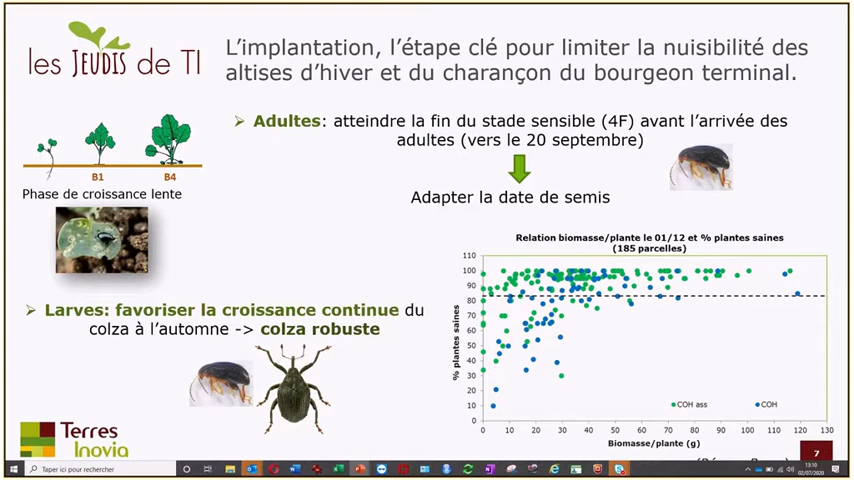 les JEUDIS de TI
L’implantation, l’étape clé pour limiter la nuisibilité des
altises d’hiver et du charançon du bourgeon terminal.
➢ Adultes: atteindre la fin du stade sensible (4F) avant l’arrivée des
adultes (vers le 20 septembre)
Adapter la date de semis
B1
B4
Phase de croissance lente
➢ Larves: favoriser la croissance continue du
colza à l’automne -> colza robuste
Relation biomasse/plante le 01/12 et % plantes saines
(185 parcelles)
% plantes saines
110
100
90
80
70
60
50
40
30
20
10
0
COH ass
COH
0 10 20 30 40 50 60 70 80 90 100 110 120 130
Biomasse/plante (g)
Terres
Inovia
7
Taper ici pour rechercher
13:10
02/07/2020